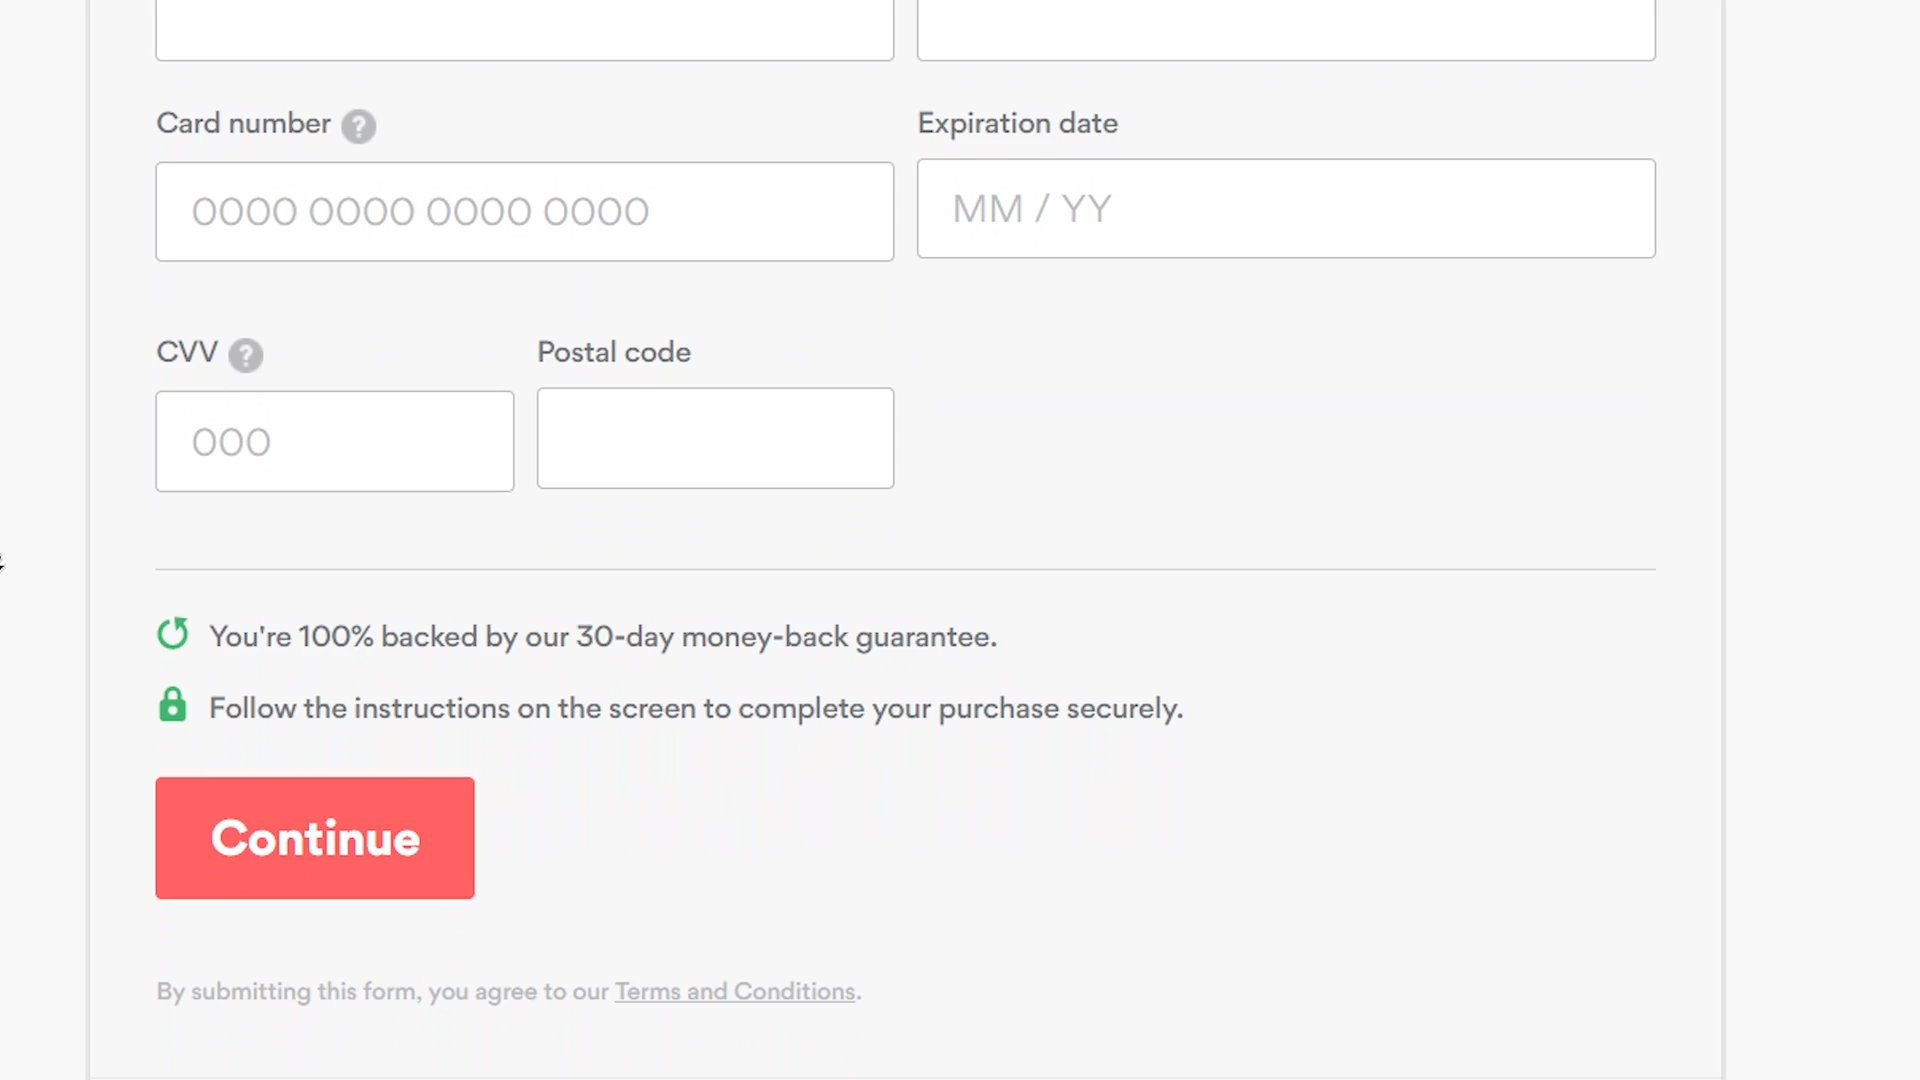 Card number ?
Expiration date
0000 0000 0000 0000
MM / YY
CVV ?
Postal code
000
You're 100% backed by our 30-day money-back guarantee.
Follow the instructions on the screen to complete your purchase securely.
Continue
By submitting this form, you agree to our Terms and Conditions.